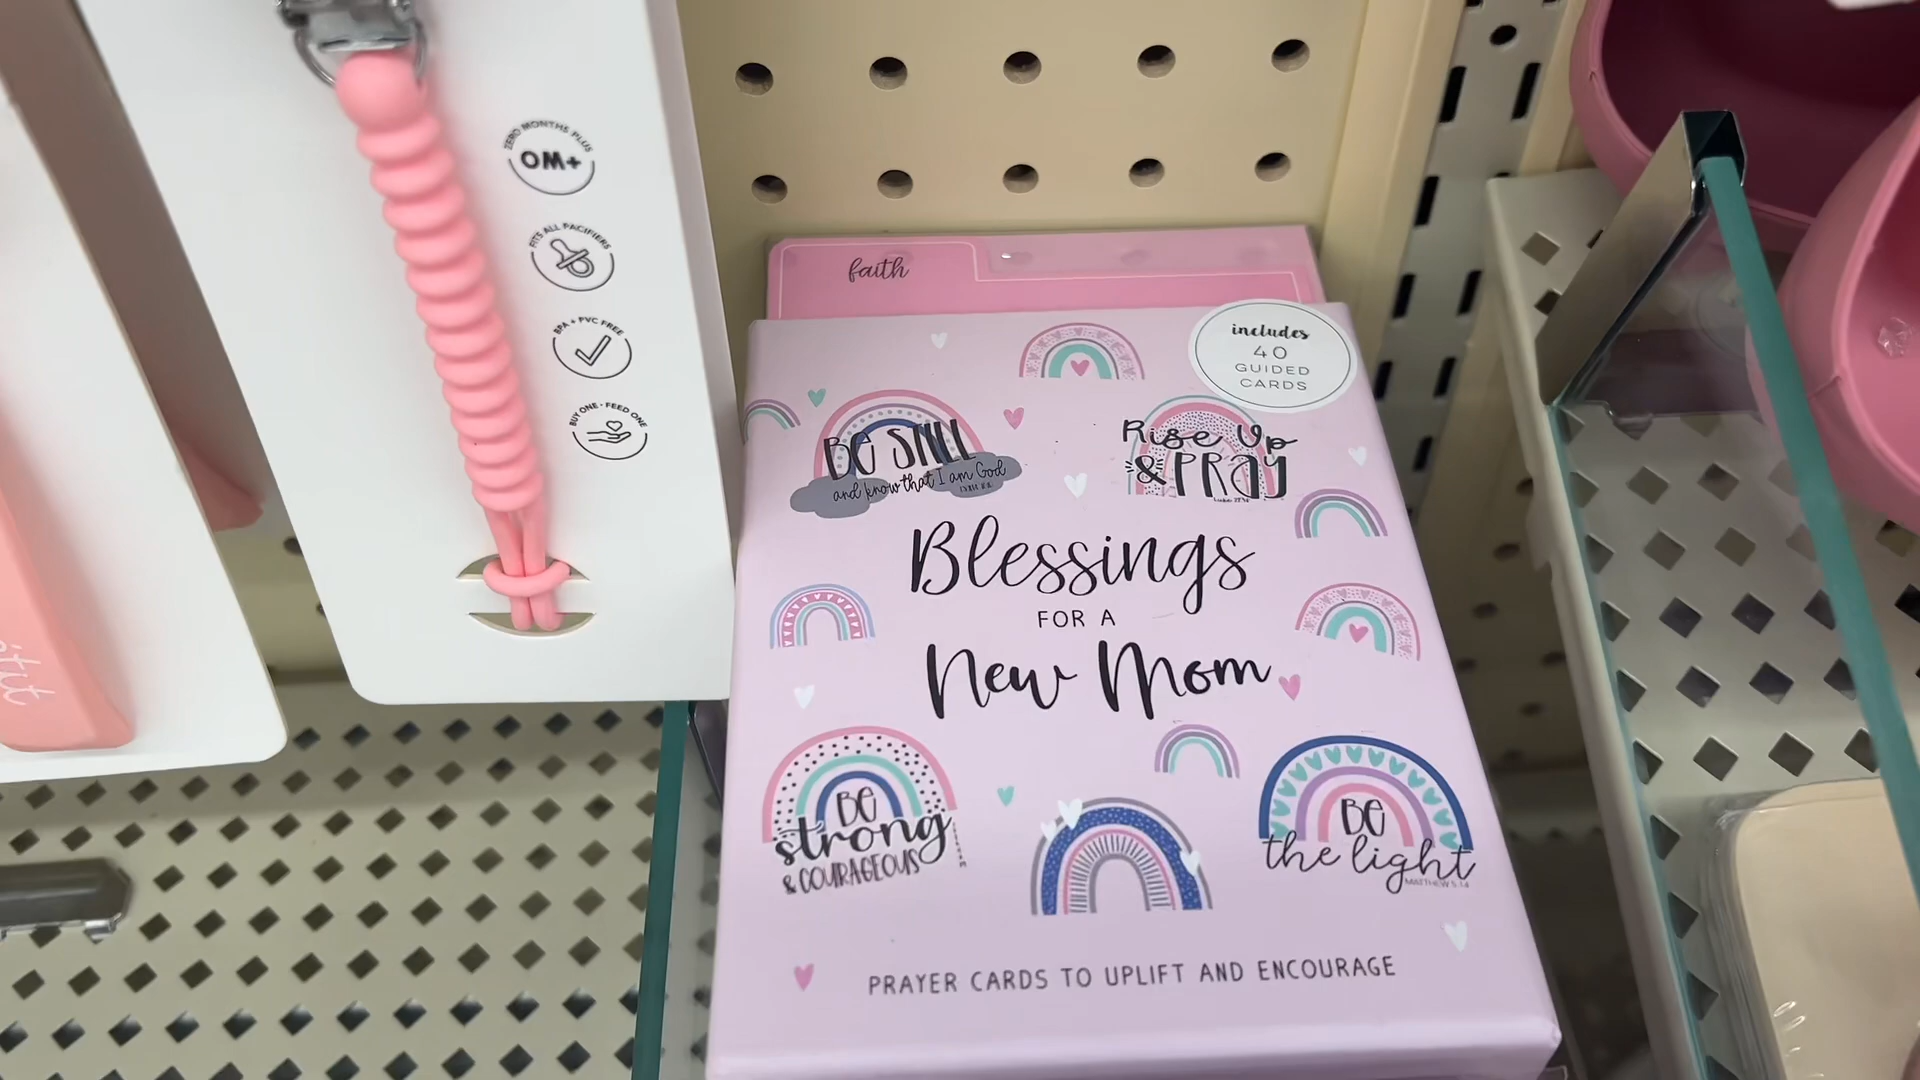 ZERO MONTHS PLUS
0M+
FITS ALL PACIFIERS
BPA + PVC FREE
BUY ONE · FEED ONE
faith
includes
40
GUIDED
CARDS
BE STILL
and know that I am God
Rise Up
& PRAY
Blessings
FOR A
New Mom
BE
strong
& COURAGEOUS
BE
the light
MATTHEW 5:14
PRAYER CARDS TO UPLIFT AND ENCOURAGE